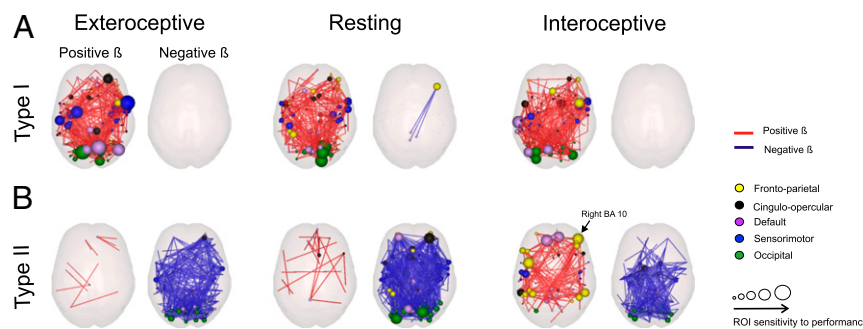 A
Exteroceptive
Resting
Interoceptive
Positive ß
Negative ß
Type I
Positive ß
Negative ß
B
Type II
Right BA 10
Fronto-parietal
Cingulo-opercular
Default
Sensorimotor
Occipital
ROI sensitivity to performanc